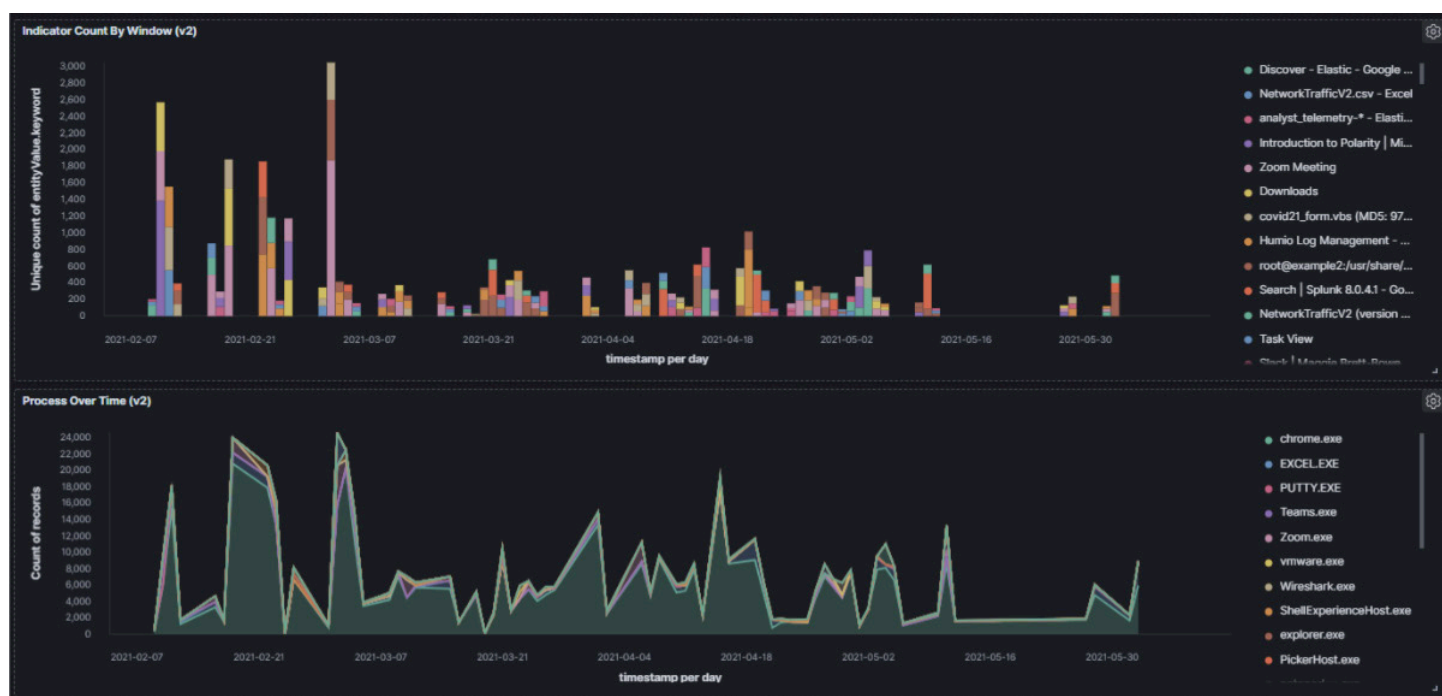 Indicator Count By Window (v2)
Unique count of entityValue.keyword
3,000
2,800
2,600
2,400
2,200
2,000
1,800
1,600
1,400
1,200
1,000
800
600
400
200
0
2021-02-07
2021-02-21
2021-03-07
2021-03-21
2021-04-04
2021-04-18
2021-05-02
2021-05-16
2021-05-30
timestamp per day
Discover - Elastic - Google ...
NetworkTrafficV2.csv - Excel
analyst_telemetry-* - Elasti...
Introduction to Polarity | Mi...
Zoom Meeting
Downloads
covid21_form.vbs (MD5: 97...
Humio Log Management - ...
root@example2:/usr/share/...
Search | Splunk 8.0.4.1 - Go...
NetworkTrafficV2 (version ...
Task View
Slack | Maggie
Process Over Time (v2)
Count of records
24,000
22,000
20,000
18,000
16,000
14,000
12,000
10,000
8,000
6,000
4,000
2,000
0
2021-02-07
2021-02-21
2021-03-07
2021-03-21
2021-04-04
2021-04-18
2021-05-02
2021-05-16
2021-05-30
timestamp per day
chrome.exe
EXCEL.EXE
PUTTY.EXE
Teams.exe
Zoom.exe
vmware.exe
Wireshark.exe
ShellExperienceHost.exe
explorer.exe
PickerHost.exe